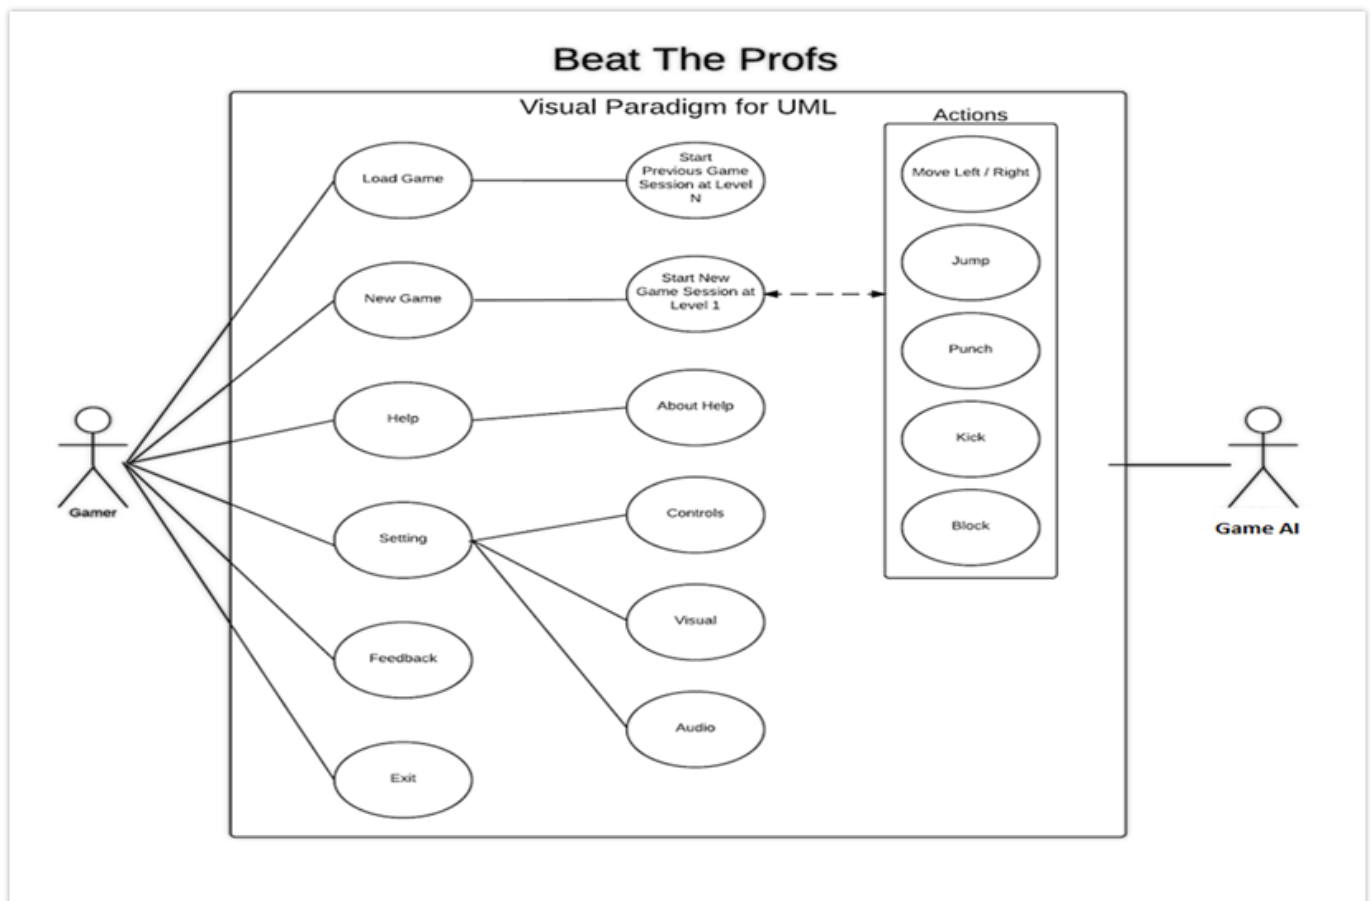 Beat The Profs
Visual Paradigm for UML
Actions
Load Game
Start
Previous Game
Session at Level
N
Move Left / Right
New Game
Start New
Game Session at
Level 1
Jump
Punch
Help
About Help
Kick
Gamer
Setting
Controls
Block
Game AI
Visual
Feedback
Audio
Exit